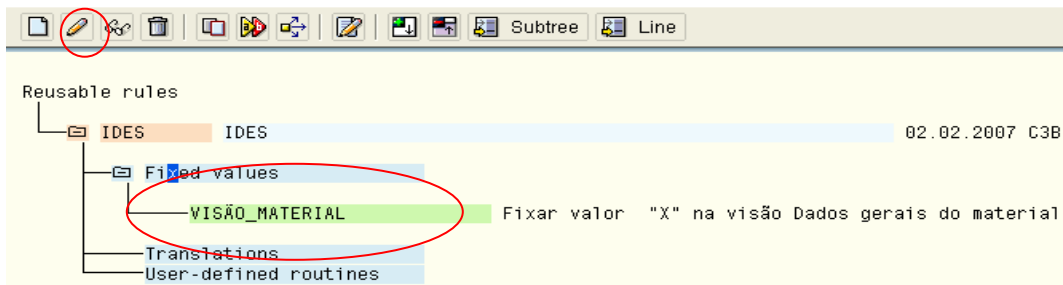 Subtree Line
Reusable rules
IDES IDES 02.02.2007 C3B
Fixed values
VISÃO_MATERIAL Fixar valor "X" na visão Dados gerais do material
Translations
User-defined routines